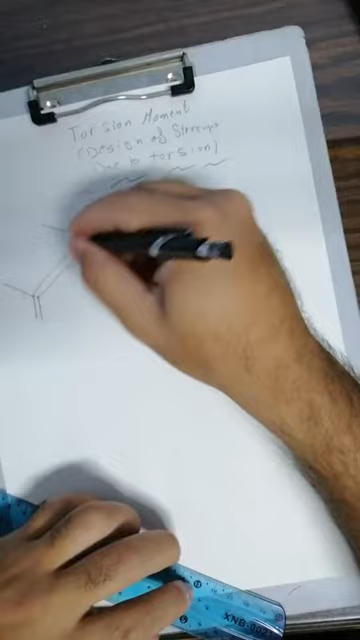 Torsion Moment
(Design of Stirrups
Due to torsion)